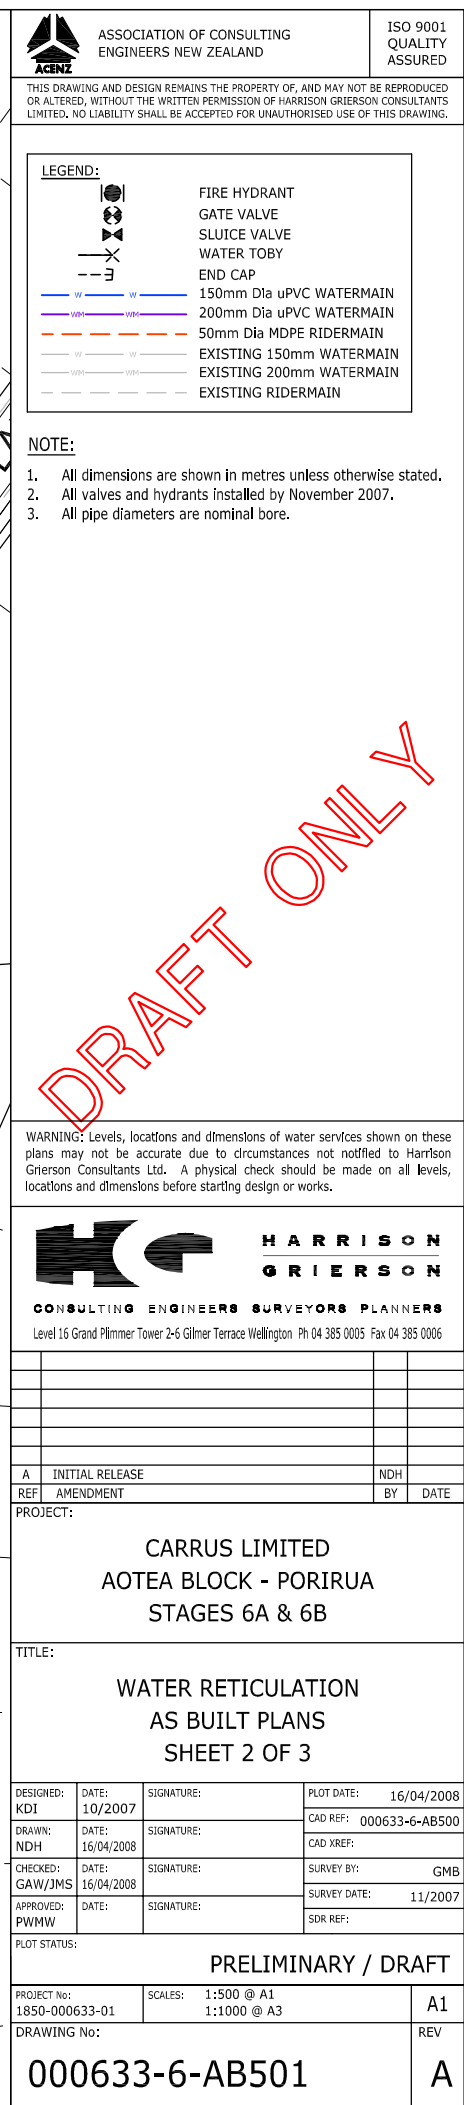 ACENZ
ASSOCIATION OF CONSULTING
ENGINEERS NEW ZEALAND
ISO 9001
QUALITY
ASSURED
THIS DRAWING AND DESIGN REMAINS THE PROPERTY OF, AND MAY NOT BE REPRODUCED
OR ALTERED, WITHOUT THE WRITTEN PERMISSION OF HARRISON GRIERSON CONSULTANTS
LIMITED. NO LIABILITY SHALL BE ACCEPTED FOR UNAUTHORISED USE OF THIS DRAWING.
LEGEND:
FIRE HYDRANT
GATE VALVE
SLUICE VALVE
WATER TOBY
END CAP
W W 150mm Dia uPVC WATERMAIN
WM WM 200mm Dia uPVC WATERMAIN
50mm Dia MDPE RIDERMAIN
W W EXISTING 150mm WATERMAIN
WM WM EXISTING 200mm WATERMAIN
EXISTING RIDERMAIN
NOTE:
1. All dimensions are shown in metres unless otherwise stated.
2. All valves and hydrants installed by November 2007.
3. All pipe diameters are nominal bore.
DRAFT ONLY
WARNING: Levels, locations and dimensions of water services shown on these
plans may not be accurate due to circumstances not notified to Harrison
Grierson Consultants Ltd. A physical check should be made on all levels,
locations and dimensions before starting design or works.
HARRISON
GRIERSON
CONSULTING ENGINEERS SURVEYORS PLANNERS
Level 16 Grand Plimmer Tower 2-6 Gilmer Terrace Wellington Ph 04 385 0005 Fax 04 385 0006
A INITIAL RELEASE NDH
REF AMENDMENT BY DATE
PROJECT:
CARRUS LIMITED
AOTEA BLOCK - PORIRUA
STAGES 6A & 6B
TITLE:
WATER RETICULATION
AS BUILT PLANS
SHEET 2 OF 3
DESIGNED: DATE: SIGNATURE:
KDI 10/2007
DRAWN: DATE: SIGNATURE:
NDH 16/04/2008
CHECKED: DATE: SIGNATURE:
GAW/JMS 16/04/2008
APPROVED: DATE: SIGNATURE:
PWMW
PLOT DATE: 16/04/2008
CAD REF: 000633-6-AB500
CAD XREF:
SURVEY BY: GMB
SURVEY DATE: 11/2007
SDR REF:
PLOT STATUS:
PRELIMINARY / DRAFT
PROJECT No:
1850-000633-01
SCALES: 1:500 @ A1
1:1000 @ A3
A1
DRAWING No:
000633-6-AB501
REV
A